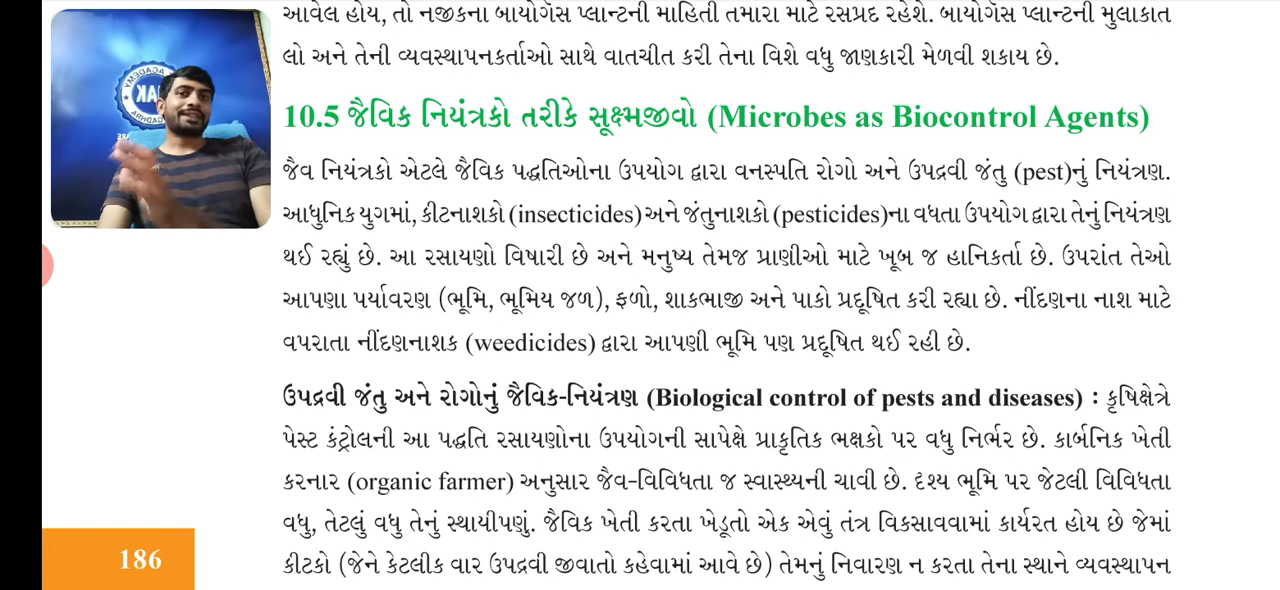 આવેલ હોય, તો નજીકના બાયોગૅસ પ્લાન્ટની માહિતી તમારા માટે રસપ્રદ રહેશે. બાયોગૅસ પ્લાન્ટની મુલાકાત
લો અને તેની વ્યવસ્થાપનકર્તાઓ સાથે વાતચીત કરી તેના વિશે વધુ જાણકારી મેળવી શકાય છે.
10.5 જૈવિક નિયંત્રકો તરીકે સૂક્ષ્મજીવો (Microbes as Biocontrol Agents)
જૈવ નિયંત્રકો એટલે જૈવિક પદ્ધતિઓના ઉપયોગ દ્વારા વનસ્પતિ રોગો અને ઉપદ્રવી જંતુ (pest)નું નિયંત્રણ.
આધુનિક યુગમાં, કીટનાશકો (insecticides) અને જંતુનાશકો (pesticides)ના વધતા ઉપયોગ દ્વારા તેનું નિયંત્રણ
થઈ રહ્યું છે. આ રસાયણો વિષારી છે અને મનુષ્ય તેમજ પ્રાણીઓ માટે ખૂબ જ હાનિકર્તા છે. ઉપરાંત તેઓ
આપણા પર્યાવરણ (ભૂમિ, ભૂમિય જળ), ફળો, શાકભાજી અને પાકો પ્રદૂષિત કરી રહ્યા છે. નીંદણના નાશ માટે
વપરાતા નીંદણનાશક (weedicides) દ્વારા આપણી ભૂમિ પણ પ્રદૂષિત થઈ રહી છે.
ઉપદ્રવી જંતુ અને રોગોનું જૈવિક-નિયંત્રણ (Biological control of pests and diseases) : કૃષિક્ષેત્રે
પેસ્ટ કંટ્રોલની આ પદ્ધતિ રસાયણોના ઉપયોગની સાપેક્ષે પ્રાકૃતિક ભક્ષકો પર વધુ નિર્ભર છે. કાર્બનિક ખેતી
કરનાર (organic farmer) અનુસાર જૈવ-વિવિધતા જ સ્વાસ્થ્યની ચાવી છે. દૃશ્ય ભૂમિ પર જેટલી વિવિધતા
વધુ, તેટલું વધુ તેનું સ્થાયીપણું. જૈવિક ખેતી કરતા ખેડૂતો એક એવું તંત્ર વિકસાવવામાં કાર્યરત હોય છે જેમાં
કીટકો (જેને કેટલીક વાર ઉપદ્રવી જીવાતો કહેવામાં આવે છે) તેમનું નિવારણ ન કરતા તેના સ્થાને વ્યવસ્થાપન
186